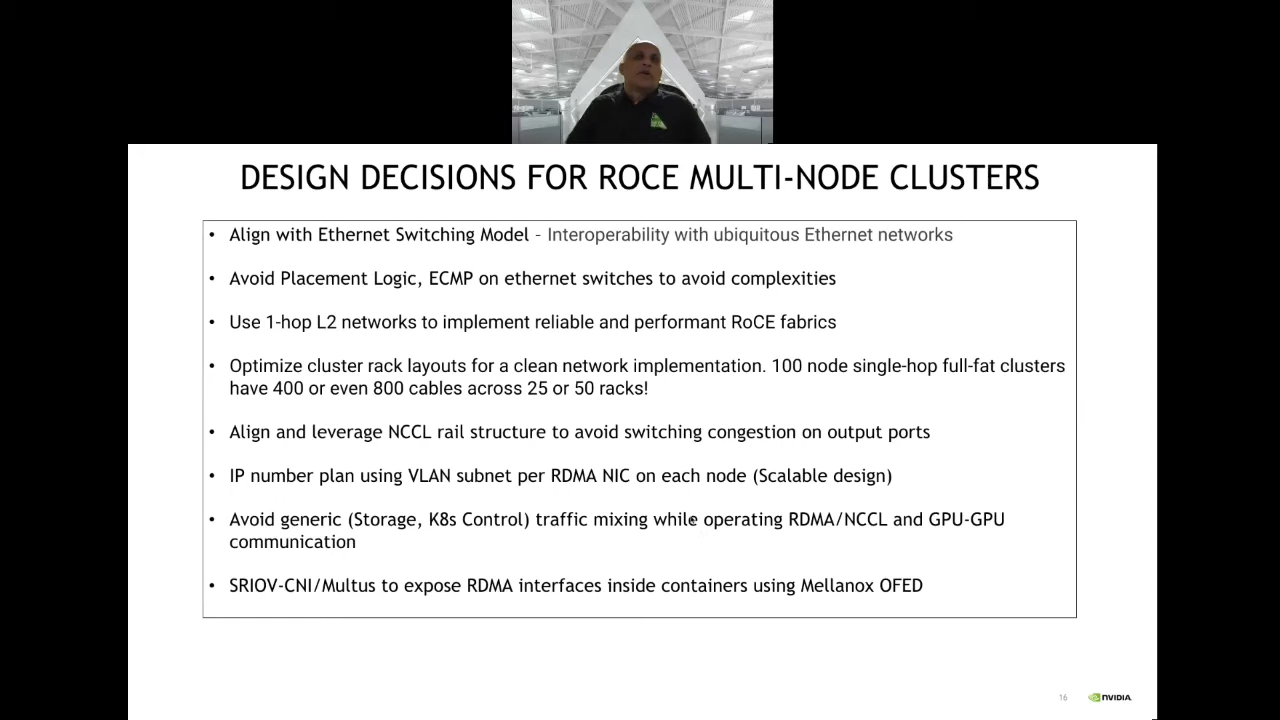 DESIGN DECISIONS FOR ROCE MULTI-NODE CLUSTERS
• Align with Ethernet Switching Model - Interoperability with ubiquitous Ethernet networks
• Avoid Placement Logic, ECMP on ethernet switches to avoid complexities
• Use 1-hop L2 networks to implement reliable and performant RoCE fabrics
• Optimize cluster rack layouts for a clean network implementation. 100 node single-hop full-fat clusters
have 400 or even 800 cables across 25 or 50 racks!
• Align and leverage NCCL rail structure to avoid switching congestion on output ports
• IP number plan using VLAN subnet per RDMA NIC on each node (Scalable design)
• Avoid generic (Storage, K8s Control) traffic mixing while operating RDMA/NCCL and GPU-GPU
communication
• SRIOV-CNI/Multus to expose RDMA interfaces inside containers using Mellanox OFED
16 NVIDIA.